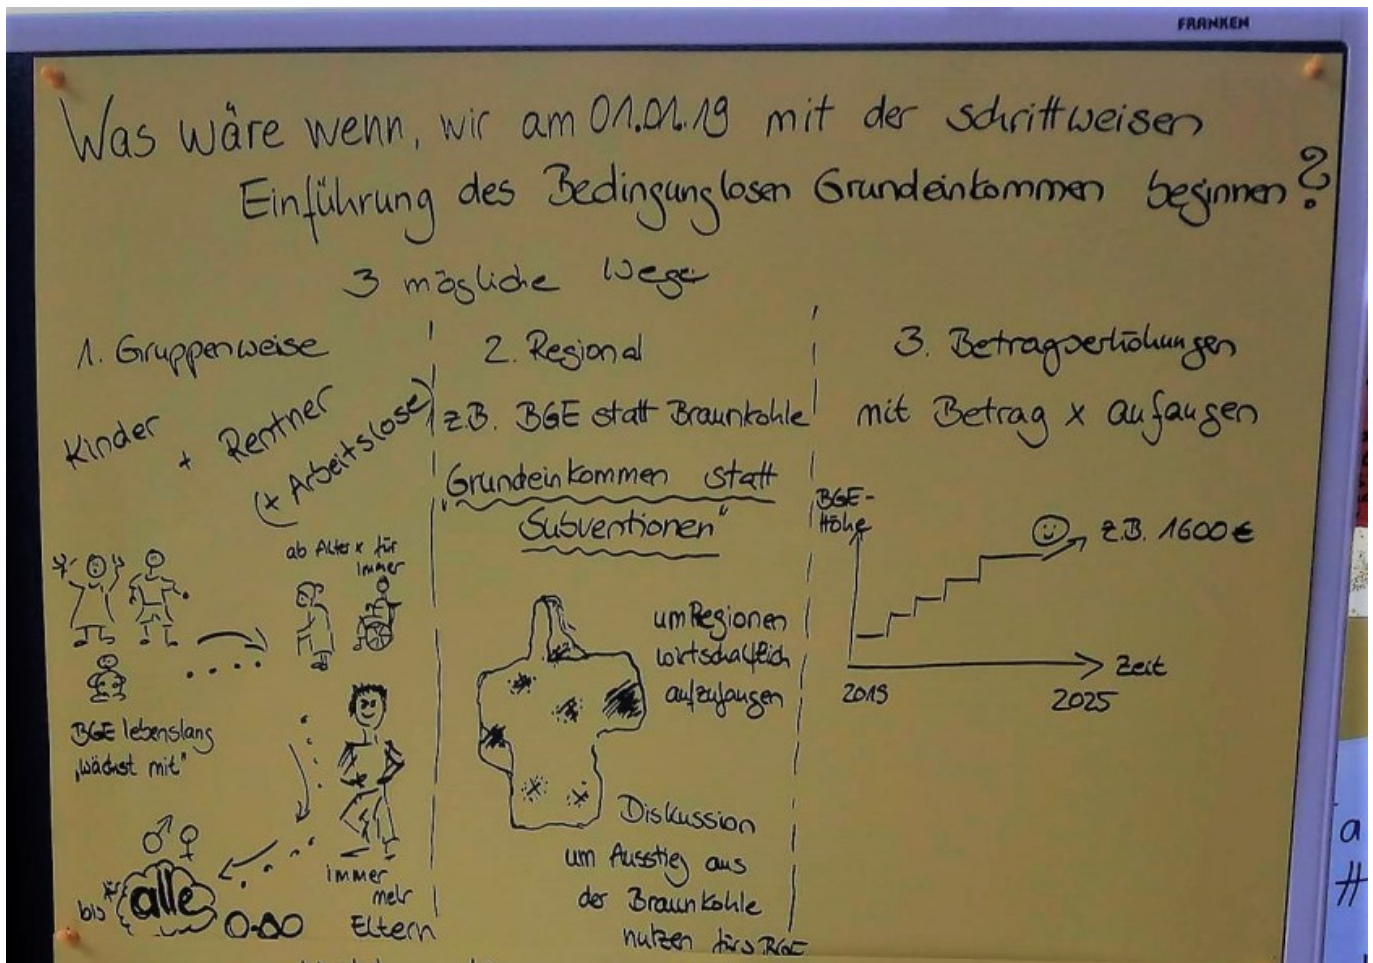 FRANKEN
Was wäre wenn, wir am 01.01.19 mit der schrittweisen
Einführung des Bedingungslosen Grundeinkommen beginnen?
3 mögliche Wege
1. Gruppenweise
Kinder + Rentner
(+ Arbeitslose)
ab Alter x für
immer
BGE lebenslang
„wächst mit"
immer
mehr
Eltern
bis alle
2. Regional
z.B. BGE statt Braunkohle
„Grundeinkommen statt
Subventionen"
um Regionen
wirtschaftlich
aufzufangen
Diskussion
um Ausstieg aus
der Braunkohle
nutzen fürs BGE
3. Betragserhöhungen
mit Betrag x anfangen
BGE-
Höhe
z.B. 1600 €
Zeit
2019
2025
a
#